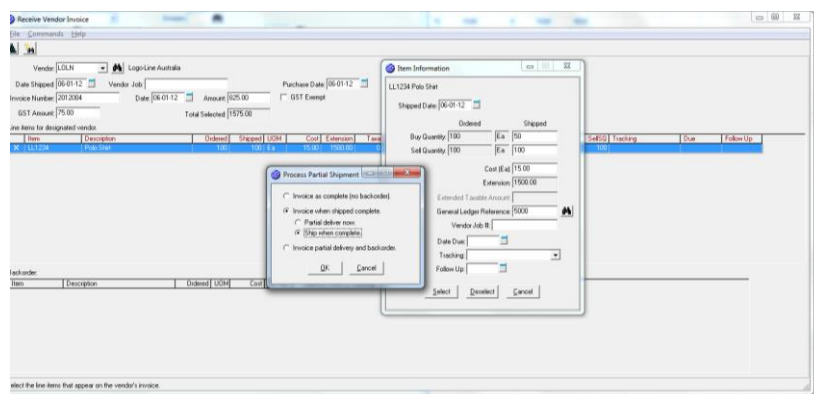 Receive Vendor Invoice
File Commands Help
Vendor LOLN Logo-Line Australia
Date Shipped 06-01-12 Vendor Job Purchase Date 06-01-12
Invoice Number 2012084 Date 06-01-12 Amount 825.00 GST Exempt
GST Amount 75.00 Total Selected 1575.00
Line items for designated vendor.
Item Description Ordered Shipped UOM Cost Extension Taxa SellSQ Tracking Due Follow Up
X LL1234 Polo Shirt 100 100 Ea 15.00 1500.00 100
Item Information
LL1234 Polo Shirt
Shipped Date: 06-01-12
Ordered Shipped
Buy Quantity: 100 Ea 50
Sell Quantity: 100 Ea 100
Cost (Ea) 15.00
Extension: 1500.00
Extended Taxable Amount:
General Ledger Reference: 5000
Vendor Job #:
Date Due:
Tracking:
Follow Up:
Select Deselect Cancel
Process Partial Shipment
Invoice as complete (no backorder)
Invoice when shipped complete.
Partial deliver now.
Ship when complete.
Invoice partial delivery and backorder.
OK Cancel
Backorder:
Item Description Ordered UOM Cost
elect the line items that appear on the vendor's invoice.